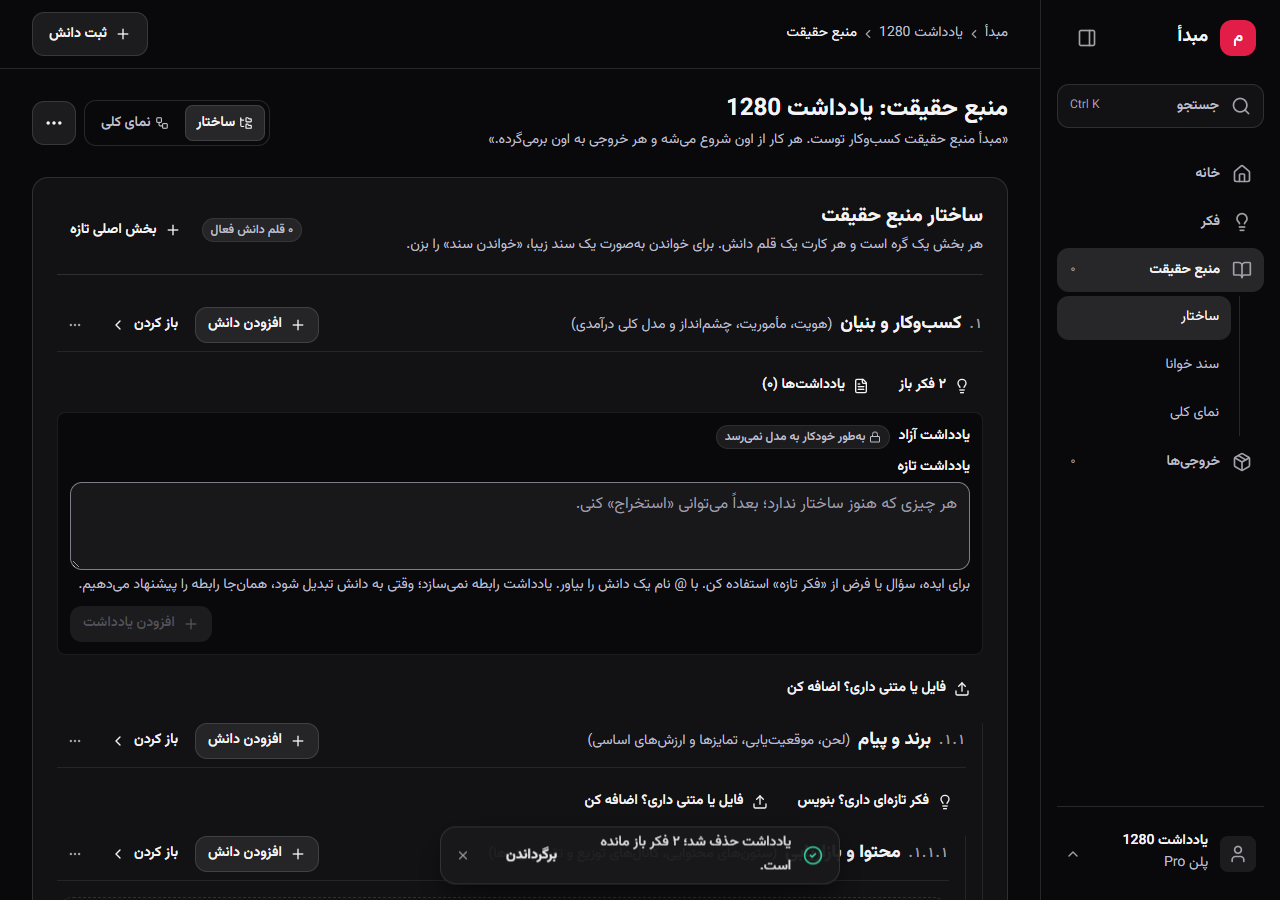 م
مبدأ
جستجو
Ctrl K
خانه
فکر
منبع حقیقت
۰
ساختار
سند خوانا
نمای کلی
خروجی‌ها
۰
یادداشت 1280
پلن Pro
مبدأ › یادداشت 1280 › منبع حقیقت
ثبت دانش
منبع حقیقت: یادداشت 1280
«مبدأ منبع حقیقت کسب‌وکار توست. هر کار از اون شروع می‌شه و هر خروجی به اون برمی‌گرده.»
ساختار
نمای کلی
ساختار منبع حقیقت
هر بخش یک گره است و هر کارت یک قلم دانش. برای خواندن به‌صورت یک سند زیبا، «خواندن سند» را بزن.
۰ قلم دانش فعال
بخش اصلی تازه
۱. کسب‌وکار و بنیان (هویت، مأموریت، چشم‌انداز و مدل کلی درآمدی)
افزودن دانش
باز کردن
۲ فکر باز
یادداشت‌ها (۰)
یادداشت آزاد
به‌طور خودکار به مدل نمی‌رسد
یادداشت تازه
هر چیزی که هنوز ساختار ندارد؛ بعداً می‌توانی «استخراج» کنی.
برای ایده، سؤال یا فرض از «فکر تازه» استفاده کن. با @ نام یک دانش را بیاور. یادداشت رابطه نمی‌سازد؛ وقتی به دانش تبدیل شود، همان‌جا رابطه را پیشنهاد می‌دهیم.
افزودن یادداشت
فایل یا متنی داری؟ اضافه کن
۱.۱. برند و پیام (لحن، موقعیت‌یابی، تمایزها و ارزش‌های اساسی)
افزودن دانش
باز کردن
فکر تازه‌ای داری؟ بنویس
فایل یا متنی داری؟ اضافه کن
۱.۱.۱. محتوا و
افزودن دانش
باز کردن
یادداشت حذف شد؛ ۲ فکر باز مانده
است.
برگرداندن